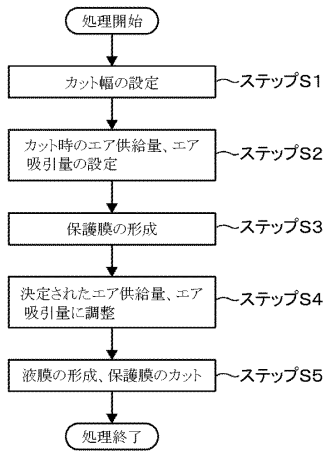 処理開始
カット幅の設定
ステップS1
カット時のエア供給量、エア
吸引量の設定
ステップS2
保護膜の形成
ステップS3
決定されたエア供給量、エア
吸引量に調整
ステップS4
液膜の形成、保護膜のカット
ステップS5
処理終了